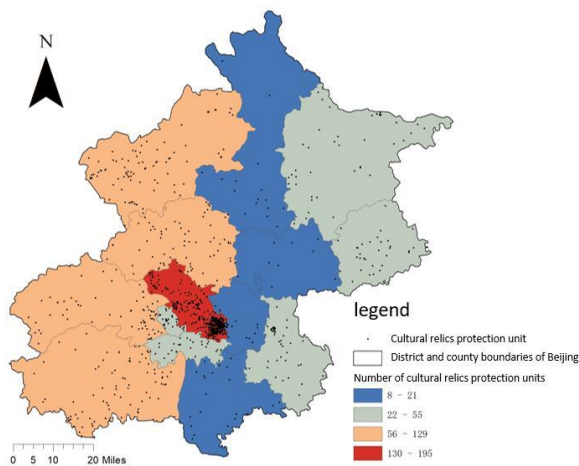 N
legend
Cultural relics protection unit
District and county boundaries of Beijing
Number of cultural relics protection units
8 - 21
22 - 55
56 - 129
130 - 195
0 5 10 20 Miles